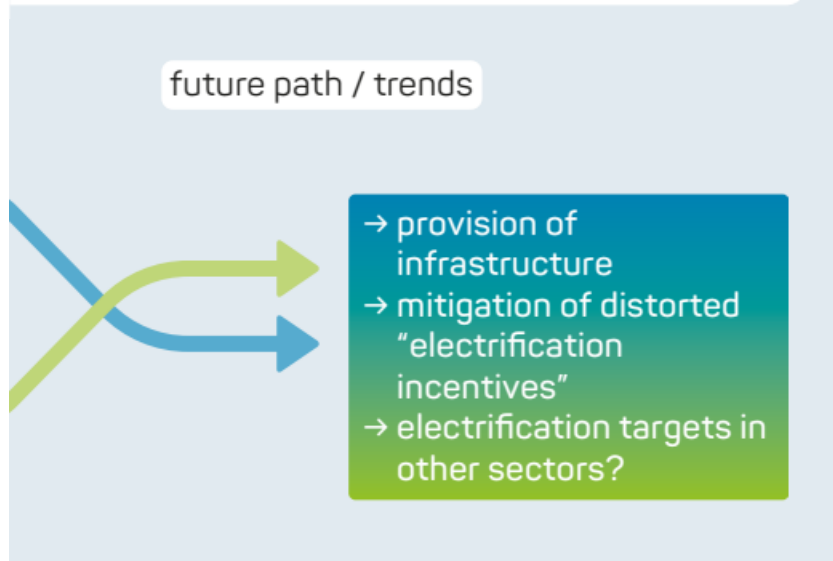 future path / trends
→ provision of
infrastructure
→ mitigation of distorted
“electrification
incentives”
→ electrification targets in
other sectors?